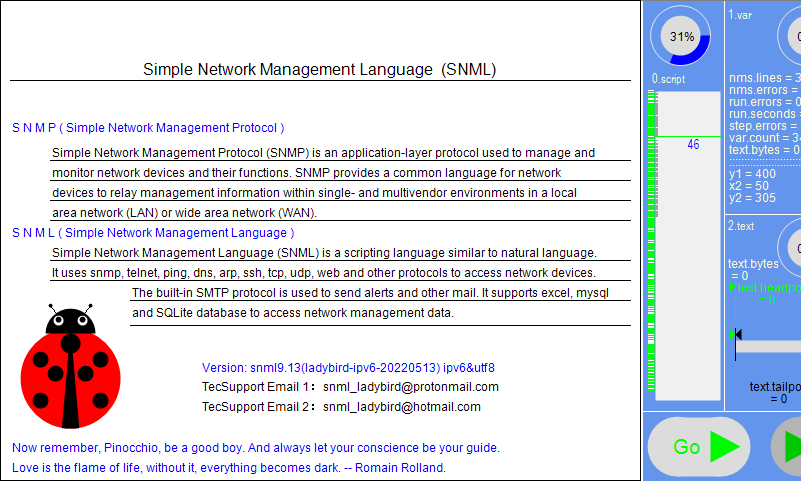 Simple Network Management Language (SNML)
S N M P ( Simple Network Management Protocol )
Simple Network Management Protocol (SNMP) is an application-layer protocol used to manage and
monitor network devices and their functions. SNMP provides a common language for network
devices to relay management information within single- and multivendor environments in a local
area network (LAN) or wide area network (WAN).
S N M L ( Simple Network Management Language )
Simple Network Management Language (SNML) is a scripting language similar to natural language.
It uses snmp, telnet, ping, dns, arp, ssh, tcp, udp, web and other protocols to access network devices.
The built-in SMTP protocol is used to send alerts and other mail. It supports excel, mysql
and SQLite database to access network management data.
Version: snml9.13(ladybird-ipv6-20220513) ipv6&utf8
TecSupport Email 1：snml_ladybird@protonmail.com
TecSupport Email 2：snml_ladybird@hotmail.com
Now remember, Pinocchio, be a good boy. And always let your conscience be your guide.
Love is the flame of life, without it, everything becomes dark. -- Romain Rolland.
31%
0.script
46
Go
1.var
nms.lines = 3
nms.errors =
run.errors = 0
run.seconds =
step.errors =
var.count = 3
text.bytes = 0
y1 = 400
x2 = 50
y2 = 305
2.text
text.bytes
= 0
text.headpo
= 0
text.tailpo
= 0